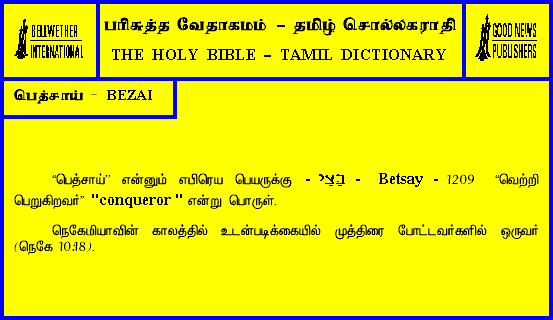 BELLWETHER
INTERNATIONAL
பரிசுத்த வேதாகமம் – தமிழ் சொல்லகராதி
THE HOLY BIBLE – TAMIL DICTIONARY
GOOD NEWS
PUBLISHERS
பெத்சாய் - BEZAI
“பெத்சாய்” என்னும் எபிரெய பெயருக்கு - בֵּצָי - Betsay - 1209 “வெற்றி
பெறுகிறவர்” "conqueror " என்று பொருள்.
நெகேமியாவின் காலத்தில் உடன்படிக்கையில் முத்திரை போட்டவர்களில் ஒருவர்
(நெகே 10:18).